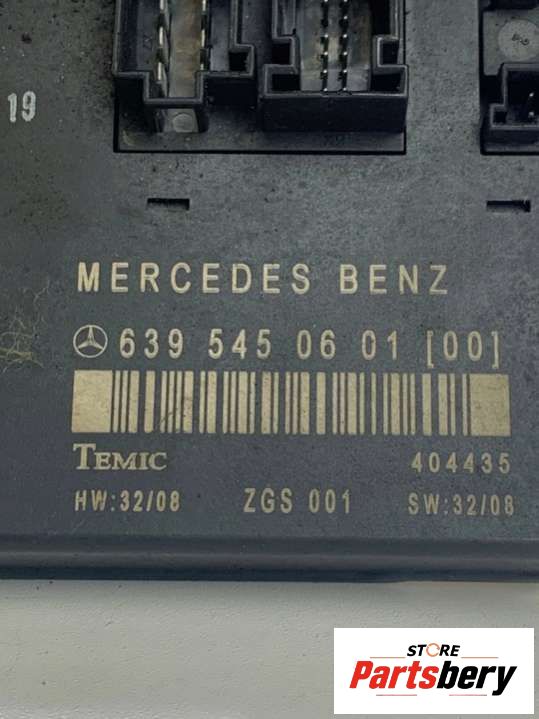 19
MERCEDES BENZ
639 545 06 01 [00]
TEMIC 404435
HW:32/08 ZGS 001 SW:32/08
STORE
Partsbery